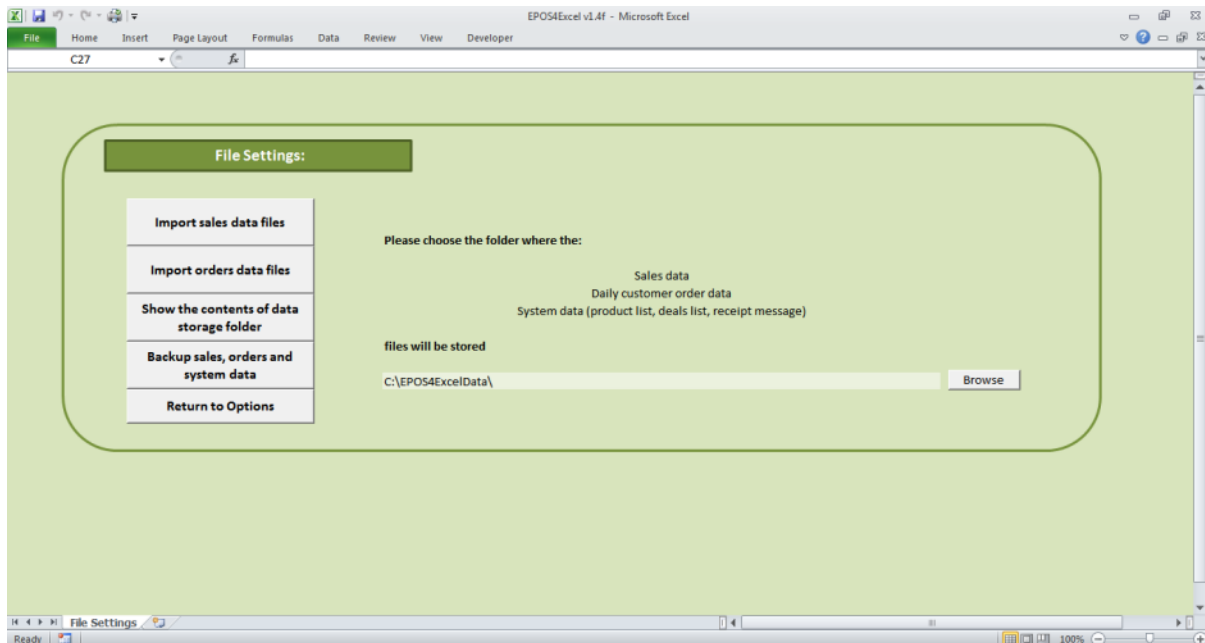 EPOS4Excel v1.4f - Microsoft Excel
File Home Insert Page Layout Formulas Data Review View Developer
C27 fx
File Settings:
Import sales data files
Import orders data files
Show the contents of data
storage folder
Backup sales, orders and
system data
Return to Options
Please choose the folder where the:
Sales data
Daily customer order data
System data (product list, deals list, receipt message)
files will be stored
C:\EPOS4ExcelData\ Browse
File Settings
Ready 100%